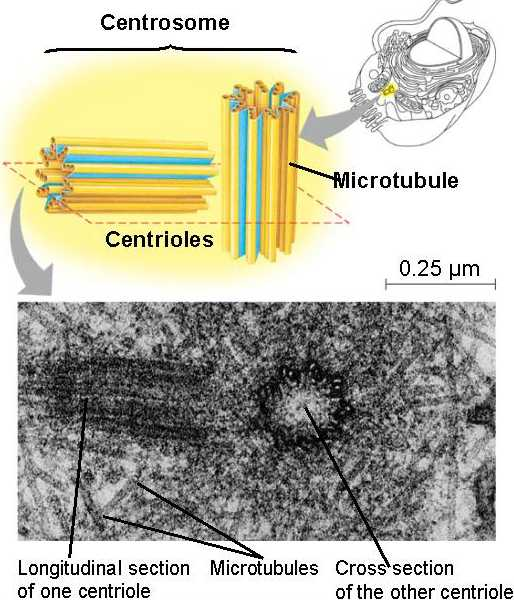 Centrosome
Microtubule
Centrioles
0.25 µm
Longitudinal section
of one centriole
Microtubules
Cross section
of the other centriole